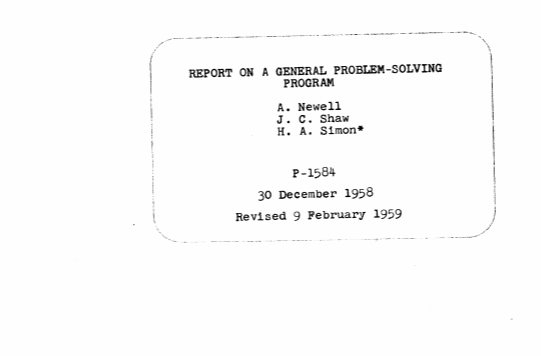 REPORT ON A GENERAL PROBLEM-SOLVING
PROGRAM
A. Newell
J. C. Shaw
H. A. Simon*
P-1584
30 December 1958
Revised 9 February 1959